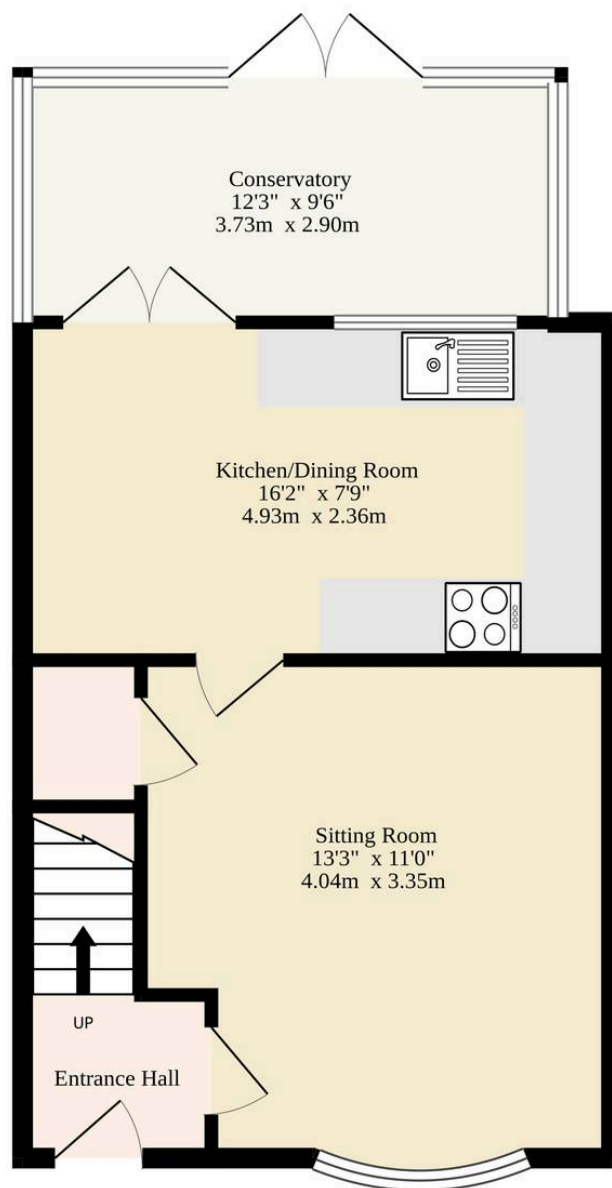 Conservatory
12'3" x 9'6"
3.73m x 2.90m
Kitchen/Dining Room
16'2" x 7'9"
4.93m x 2.36m
Sitting Room
13'3" x 11'0"
4.04m x 3.35m
UP
Entrance Hall